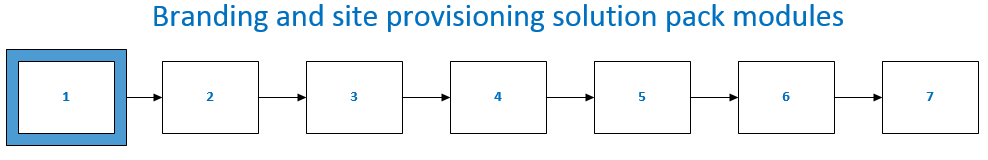 Branding and site provisioning solution pack modules
1 2 3 4 5 6 7